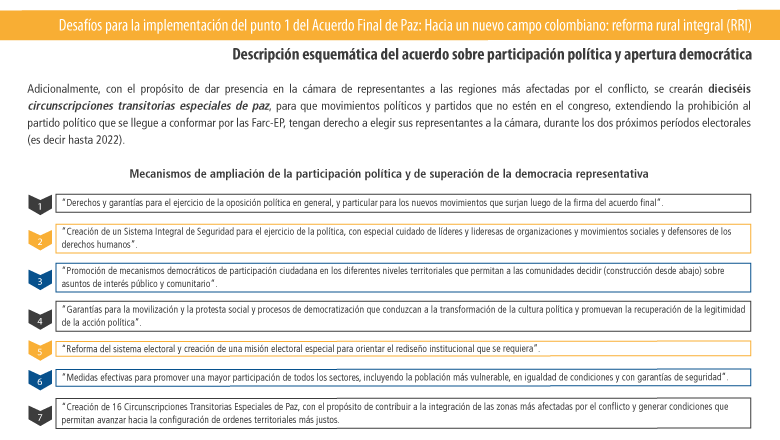 Desafíos para la implementación del punto 1 del Acuerdo Final de Paz: Hacia un nuevo campo colombiano: reforma rural integral (RRI)
Descripción esquemática del acuerdo sobre participación política y apertura democrática
Adicionalmente, con el propósito de dar presencia en la cámara de representantes a las regiones más afectadas por el conflicto, se crearán dieciséis
circunscripciones transitorias especiales de paz, para que movimientos políticos y partidos que no estén en el congreso, extendiendo la prohibición al
partido político que se llegue a conformar por las Farc-EP, tengan derecho a elegir sus representantes a la cámara, durante los dos próximos períodos electorales
(es decir hasta 2022).
Mecanismos de ampliación de la participación política y de superación de la democracia representativa
1 "Derechos y garantías para el ejercicio de la oposición política en general, y particular para los nuevos movimientos que surjan luego de la firma del acuerdo final".
2 "Creación de un Sistema Integral de Seguridad para el ejercicio de la política, con especial cuidado de líderes y lideresas de organizaciones y movimientos sociales y defensores de los
derechos humanos".
3 "Promoción de mecanismos democráticos de participación ciudadana en los diferentes niveles territoriales que permitan a las comunidades decidir (construcción desde abajo) sobre
asuntos de interés público y comunitario".
4 "Garantías para la movilización y la protesta social y procesos de democratización que conduzcan a la transformación de la cultura política y promuevan la recuperación de la legitimidad
de la acción política".
5 "Reforma del sistema electoral y creación de una misión electoral especial para orientar el rediseño institucional que se requiera".
6 "Medidas efectivas para promover una mayor participación de todos los sectores, incluyendo la población más vulnerable, en igualdad de condiciones y con garantías de seguridad".
7 "Creación de 16 Circunscripciones Transitorias Especiales de Paz, con el propósito de contribuir a la integración de las zonas más afectadas por el conflicto y generar condiciones que
permitan avanzar hacia la configuración de ordenes territoriales más justos.